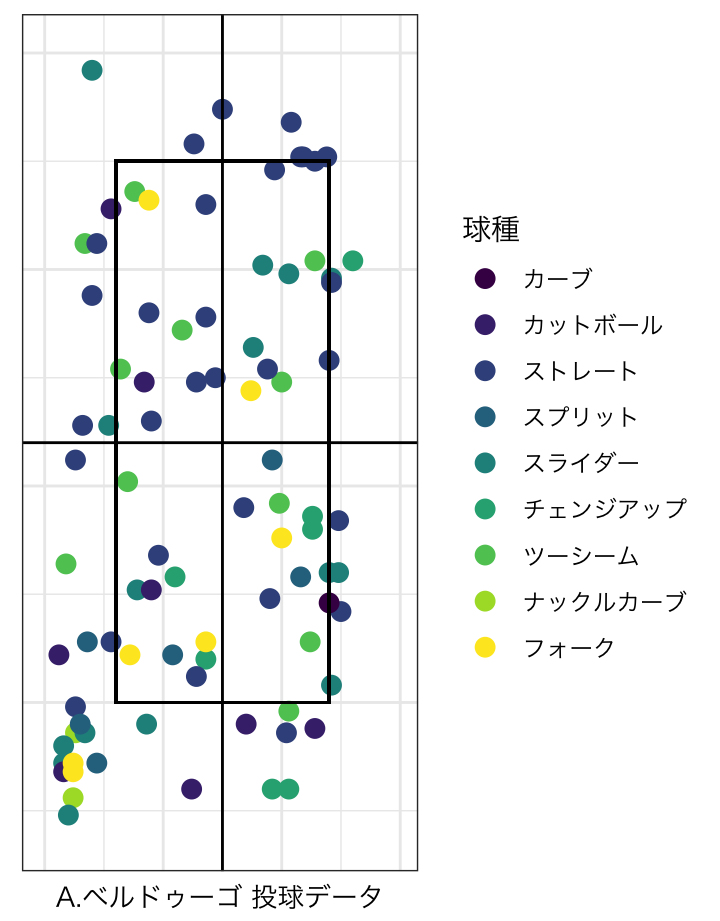 球種
カーブ
カットボール
ストレート
スプリット
スライダー
チェンジアップ
ツーシーム
ナックルカーブ
フォーク
A.ベルドゥーゴ 投球データ